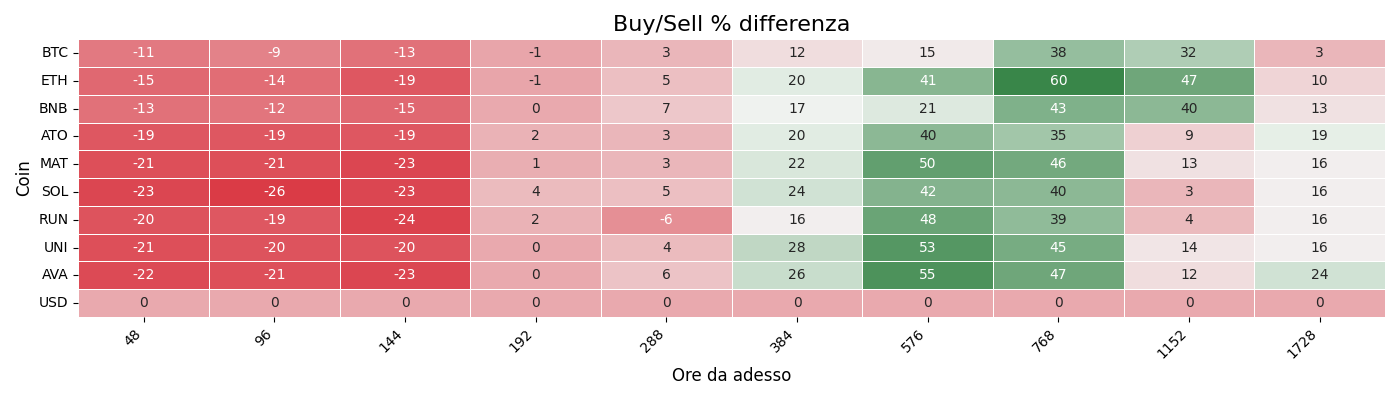 Buy/Sell % differenza
Coin
BTC -11 -9 -13 -1 3 12 15 38 32 3
ETH -15 -14 -19 -1 5 20 41 60 47 10
BNB -13 -12 -15 0 7 17 21 43 40 13
ATO -19 -19 -19 2 3 20 40 35 9 19
MAT -21 -21 -23 1 3 22 50 46 13 16
SOL -23 -26 -23 4 5 24 42 40 3 16
RUN -20 -19 -24 2 -6 16 48 39 4 16
UNI -21 -20 -20 0 4 28 53 45 14 16
AVA -22 -21 -23 0 6 26 55 47 12 24
USD 0 0 0 0 0 0 0 0 0 0
48 96 144 192 288 384 576 768 1152 1728
Ore da adesso